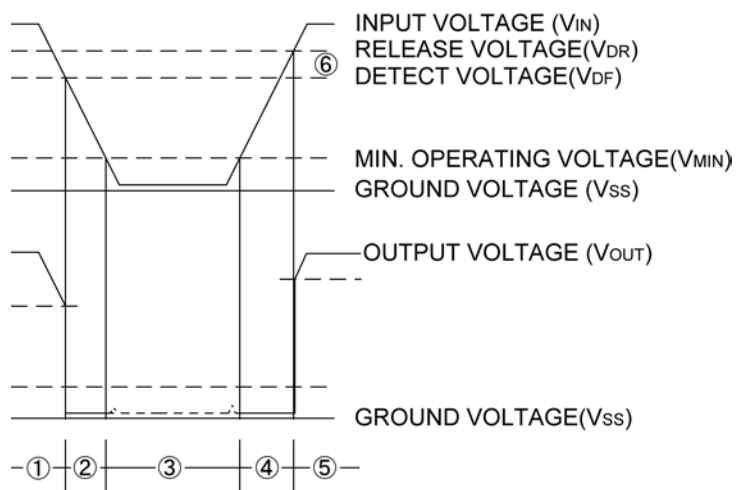 INPUT VOLTAGE (VIN)
RELEASE VOLTAGE(VDR)
⑥
DETECT VOLTAGE(VDF)
MIN. OPERATING VOLTAGE(VMIN)
GROUND VOLTAGE (VSS)
OUTPUT VOLTAGE (VOUT)
GROUND VOLTAGE(VSS)
① ② ③ ④ ⑤